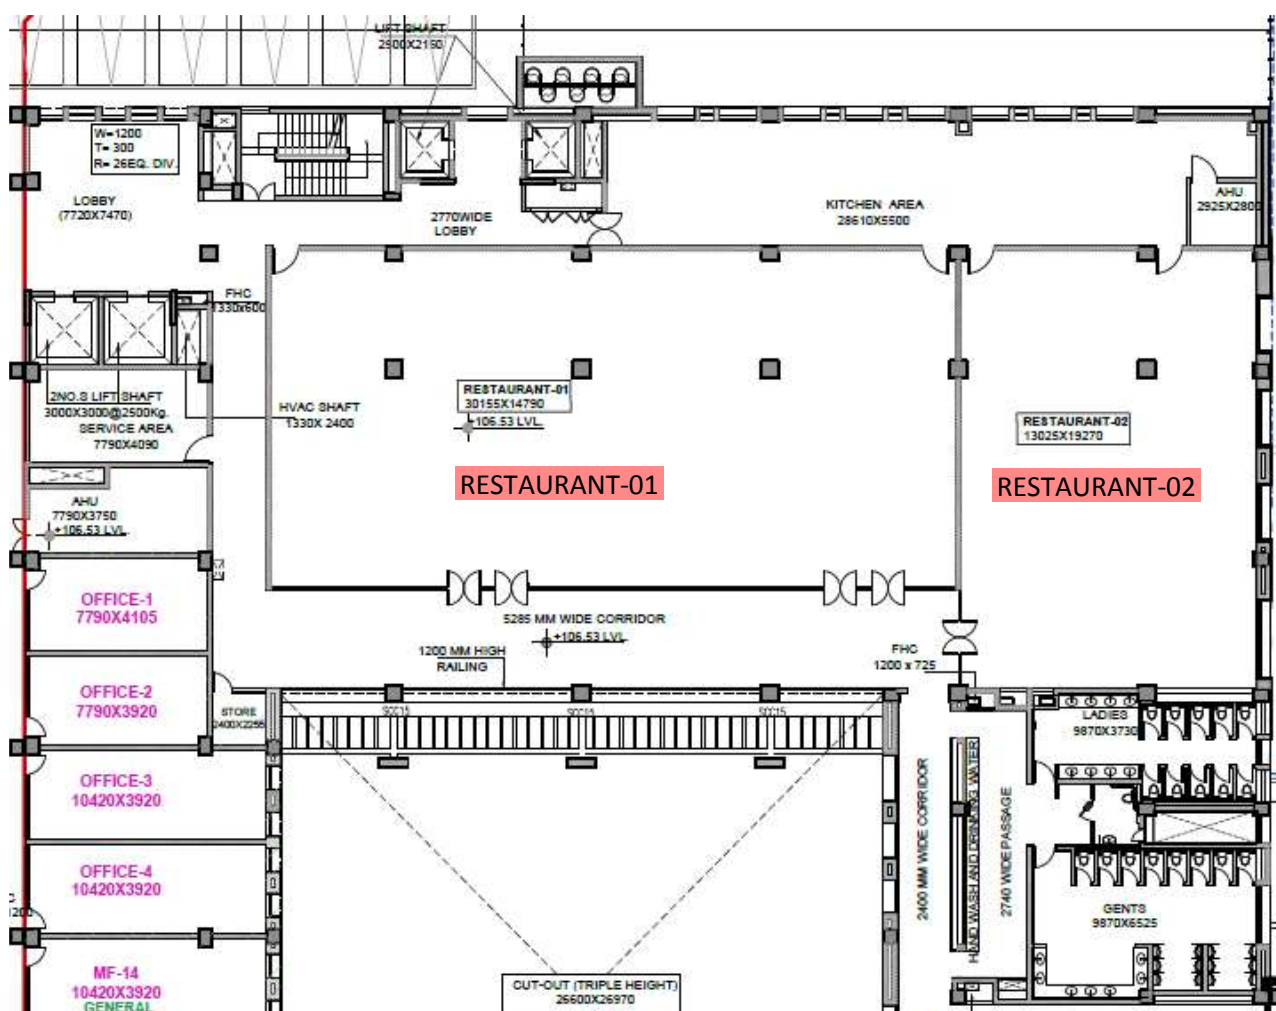 LIFT SHAFT
2900X2150
W=1200
T= 300
R= 26EQ. DIV.
LOBBY
(7720X7470)
2770WIDE
LOBBY
KITCHEN AREA
28610X5500
AHU
2925X2800
FHC
1330x600
2NO.S LIFT SHAFT
3000X3000@2500Kg.
SERVICE AREA
7790X4090
HVAC SHAFT
1330X 2400
RESTAURANT-01
30155X14790
+106.53 LVL.
RESTAURANT-02
13025X19270
RESTAURANT-01
RESTAURANT-02
AHU
7790X3750
+106.53 LVL.
OFFICE-1
7790X4105
5285 MM WIDE CORRIDOR
+106.53 LVL.
1200 MM HIGH
RAILING
FHC
1200 x 725
OFFICE-2
7790X3920
STORE
2400X2255
LADIES
9870X3730
OFFICE-3
10420X3920
2400 MM WIDE CORRIDOR
HAND WASH AND DRINKING WATER
2740 WIDE PASSAGE
OFFICE-4
10420X3920
GENTS
9870X6525
MF-14
10420X3920
GENERAL
CUT-OUT (TRIPLE HEIGHT)
26600X26970